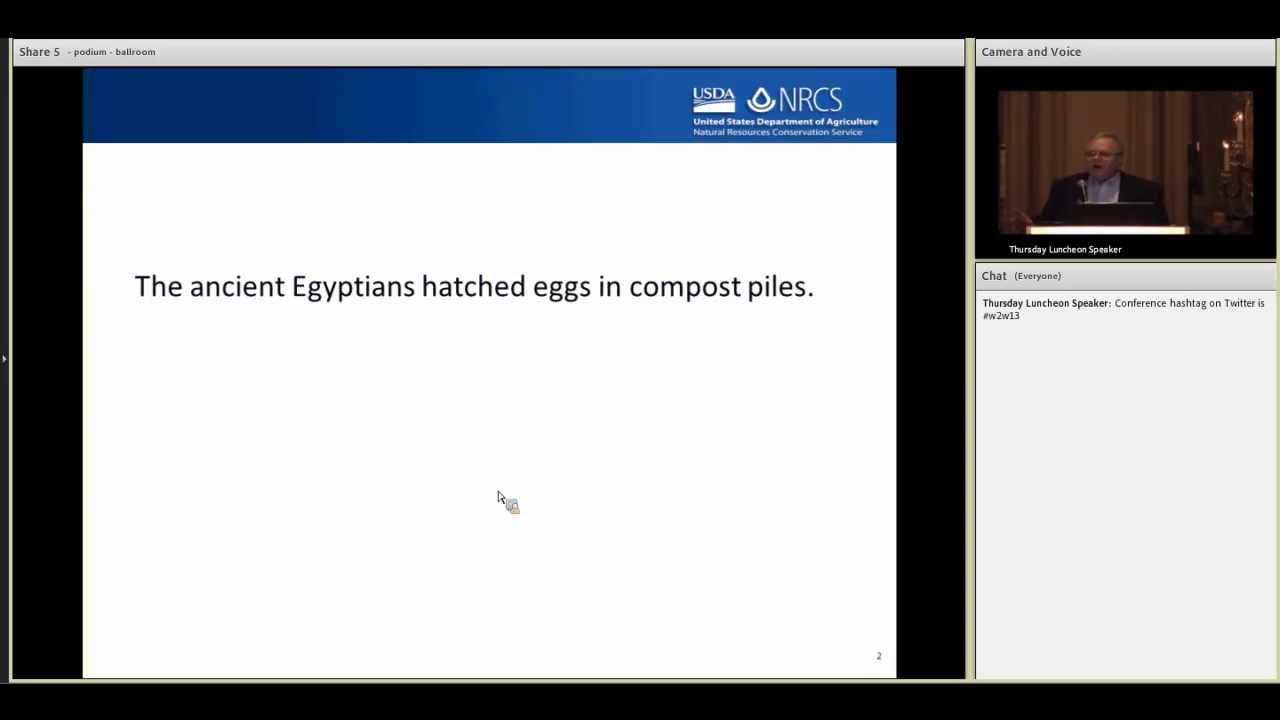 Share 5 - podium - ballroom
USDA NRCS
United States Department of Agriculture
Natural Resources Conservation Service
The ancient Egyptians hatched eggs in compost piles.
2
Camera and Voice
Thursday Luncheon Speaker
Chat (Everyone)
Thursday Luncheon Speaker: Conference hashtag on Twitter is
#w2w13